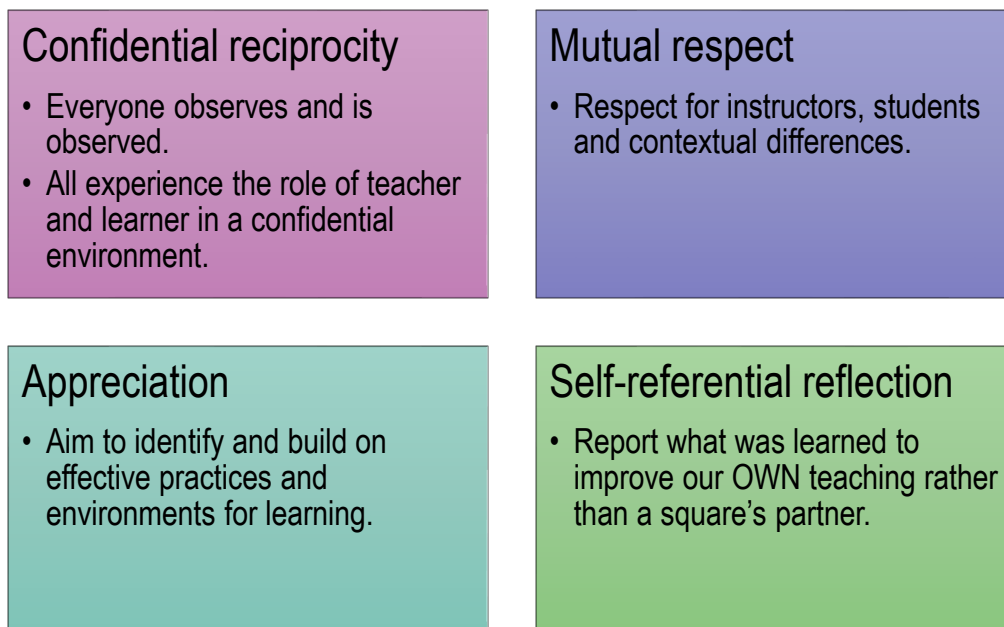 Confidential reciprocity
• Everyone observes and is
observed.
• All experience the role of teacher
and learner in a confidential
environment.
Mutual respect
• Respect for instructors, students
and contextual differences.
Appreciation
• Aim to identify and build on
effective practices and
environments for learning.
Self-referential reflection
• Report what was learned to
improve our OWN teaching rather
than a square’s partner.